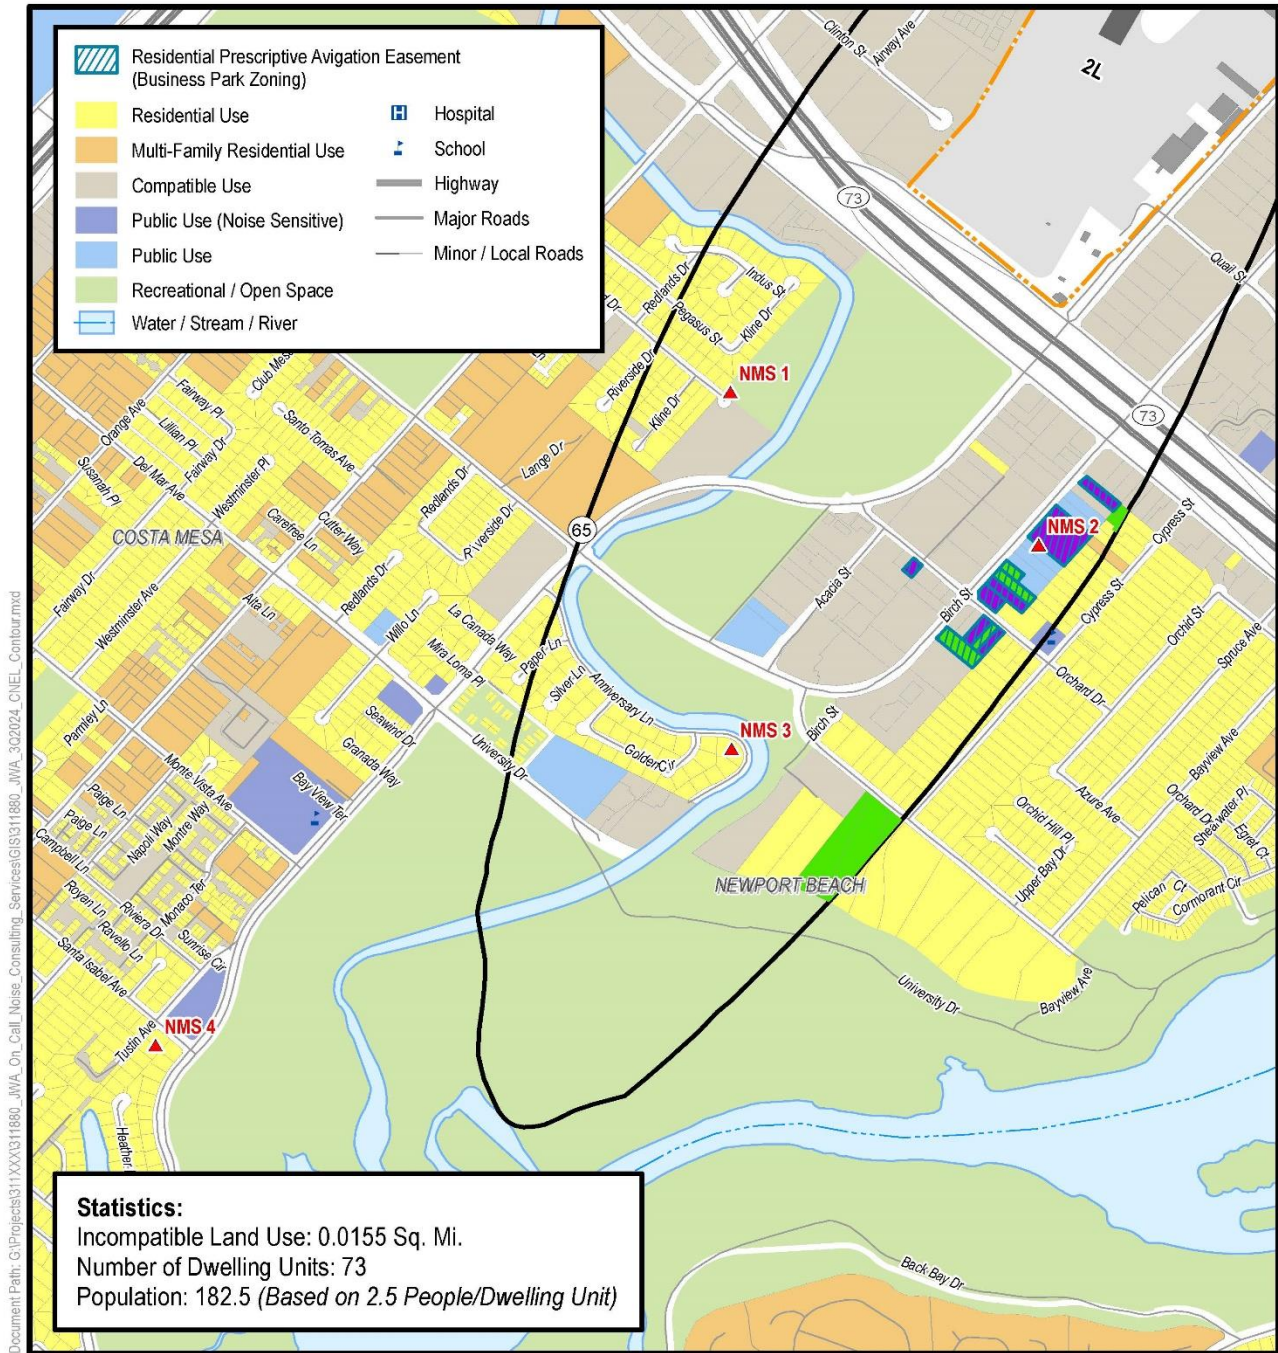 Residential Prescriptive Avigation Easement
(Business Park Zoning)
Residential Use
Multi-Family Residential Use
Compatible Use
Public Use (Noise Sensitive)
Public Use
Recreational / Open Space
Water / Stream / River
H Hospital
School
Highway
Major Roads
Minor / Local Roads
Clinton St
Airway Ave
2L
73
Quail St
Redlands Dr
Indus St
Pegasus St
Kline Dr
Riverside Dr
Kline Dr
NMS 1
73
Fairway Pl
Orange Ave
Lillian Pl
Fairway Dr
Santo Tomas Ave
Del Mar Ave
Susanah Pl
Westminster Pl
Lange Dr
Redlands Dr
Riverside Dr
Carefree Ln
Cutter Way
COSTA MESA
65
NMS 2
Cypress St
Fairway Dr
Westminster Ave
Alta Ln
Redlands Dr
Willo Ln
La Canada Way
Mira Loma Pl
Paper Ln
Silver Ln
Anniversary Ln
Golden Cir
Acacia St
Birch St
Cypress St
Orchid St
Spruce Ave
Orchard Dr
Birch St
NMS 3
Parmley Ln
Seawind Dr
Granada Way
University Dr
Monte Vista Ave
Bay View Ter
Paige Ln
Paige Ln
Napoli Way
Montre Way
Campbell Ln
Royan Ln
Riviera Dr
Monaco Ter
Ravello Ln
Sunrise Cir
Santa Isabel Ave
Bayview Ave
Azure Ave
Orchard Dr
Shearwater Pl
Egret Ct
Orchid Hill Pl
Upper Bay Dr
Pelican Ct
Cormorant Cir
NEWPORT BEACH
University Dr
Bayview Ave
Tustin Ave
NMS 4
Heather
Back Bay Dr
Statistics:
Incompatible Land Use: 0.0155 Sq. Mi.
Number of Dwelling Units: 73
Population: 182.5 (Based on 2.5 People/Dwelling Unit)
Document Path: G:\Projects\311XXX\311880_JWA_On_Call_Noise_Consulting_Services\GIS\311880_JWA_3Q2024_CNEL_Contour.mxd